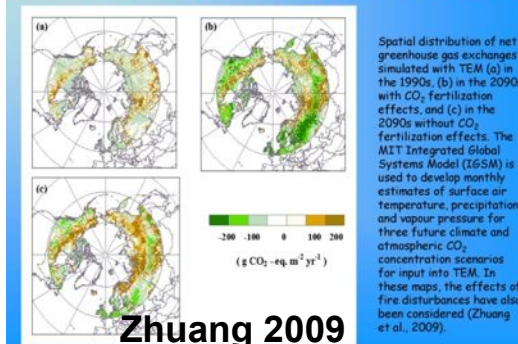 (a)
(b)
(c)
-200 -100 0 100 200
( g CO₂ -eq. m⁻² yr⁻¹ )
Zhuang 2009
Spatial distribution of net
greenhouse gas exchanges
simulated with TEM (a) in
the 1990s, (b) in the 2090
with CO₂ fertilization
effects, and (c) in the
2090s without CO₂
fertilization effects. The
MIT Integrated Global
Systems Model (IGSM) is
used to develop monthly
estimates of surface air
temperature, precipitation
and vapour pressure for
three future climate and
atmospheric CO₂
concentration scenarios
for input into TEM. In
these maps, the effects of
fire disturbances have also
been considered (Zhuang
et al., 2009).